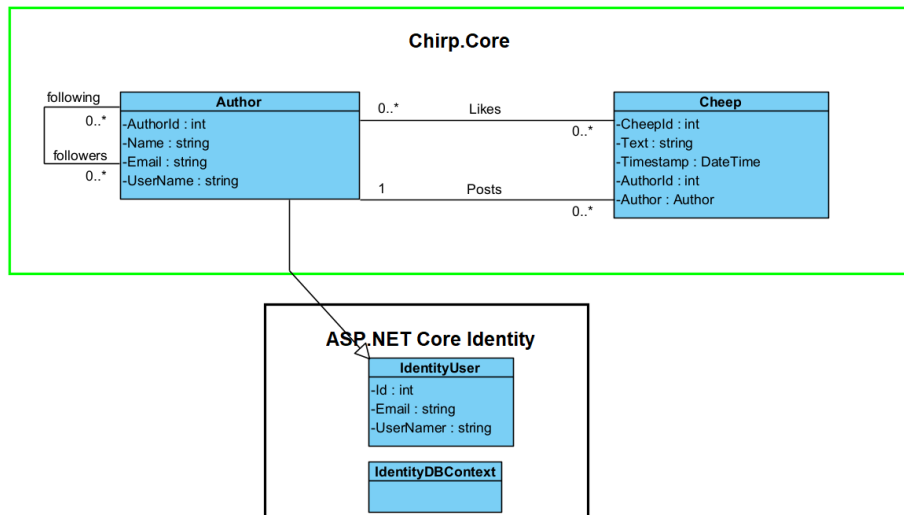 Chirp.Core
following
0..*
followers
0..*
Author
-AuthorId : int
-Name : string
-Email : string
-UserName : string
0..*
Likes
0..*
1
Posts
0..*
Cheep
-CheepId : int
-Text : string
-Timestamp : DateTime
-AuthorId : int
-Author : Author
ASP.NET Core Identity
IdentityUser
-Id : int
-Email : string
-UserNamer : string
IdentityDBContext